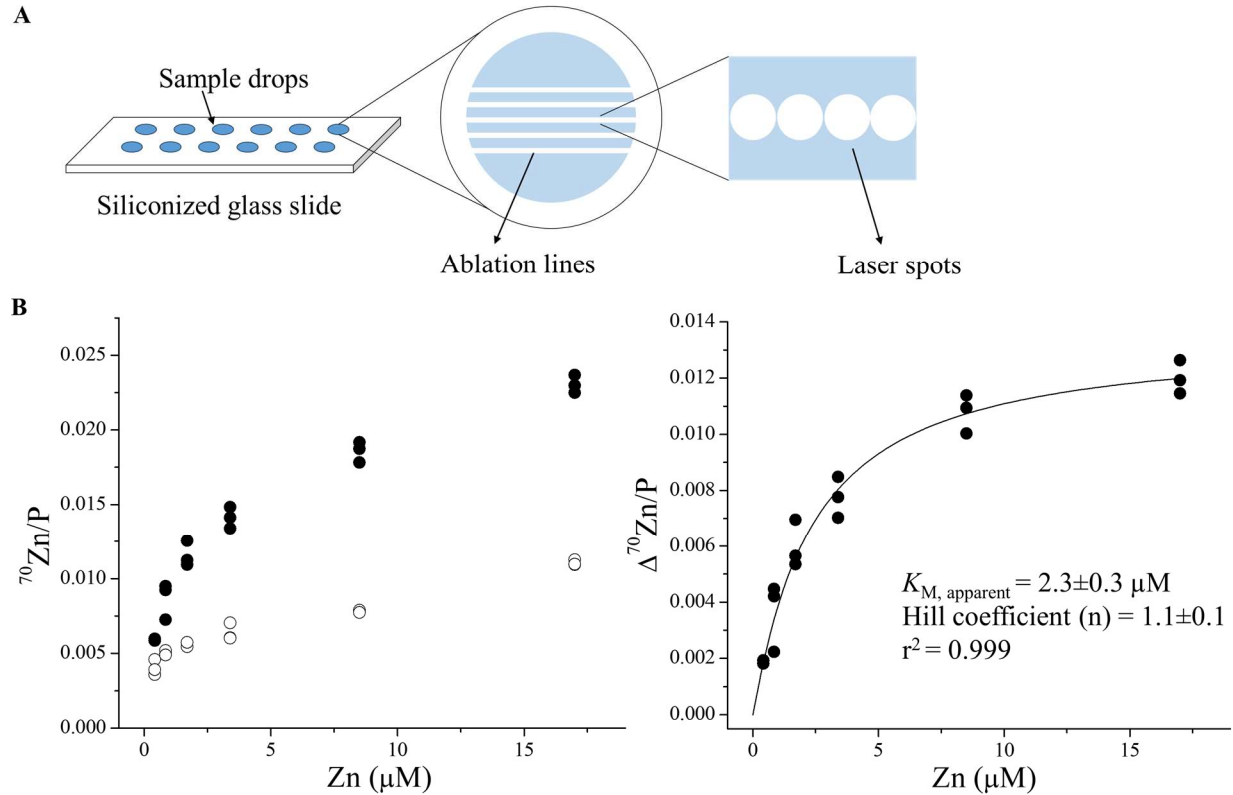 A
Sample drops
Siliconized glass slide
Ablation lines
Laser spots
B
0.025
0.020
0.015
0.010
0.005
0.000
⁷⁰Zn/P
0 5 10 15
Zn (μM)
0.014
0.012
0.010
0.008
0.006
0.004
0.002
0.000
Δ⁷⁰Zn/P
K_M, apparent = 2.3±0.3 μM
Hill coefficient (n) = 1.1±0.1
r² = 0.999
0 5 10 15
Zn (μM)